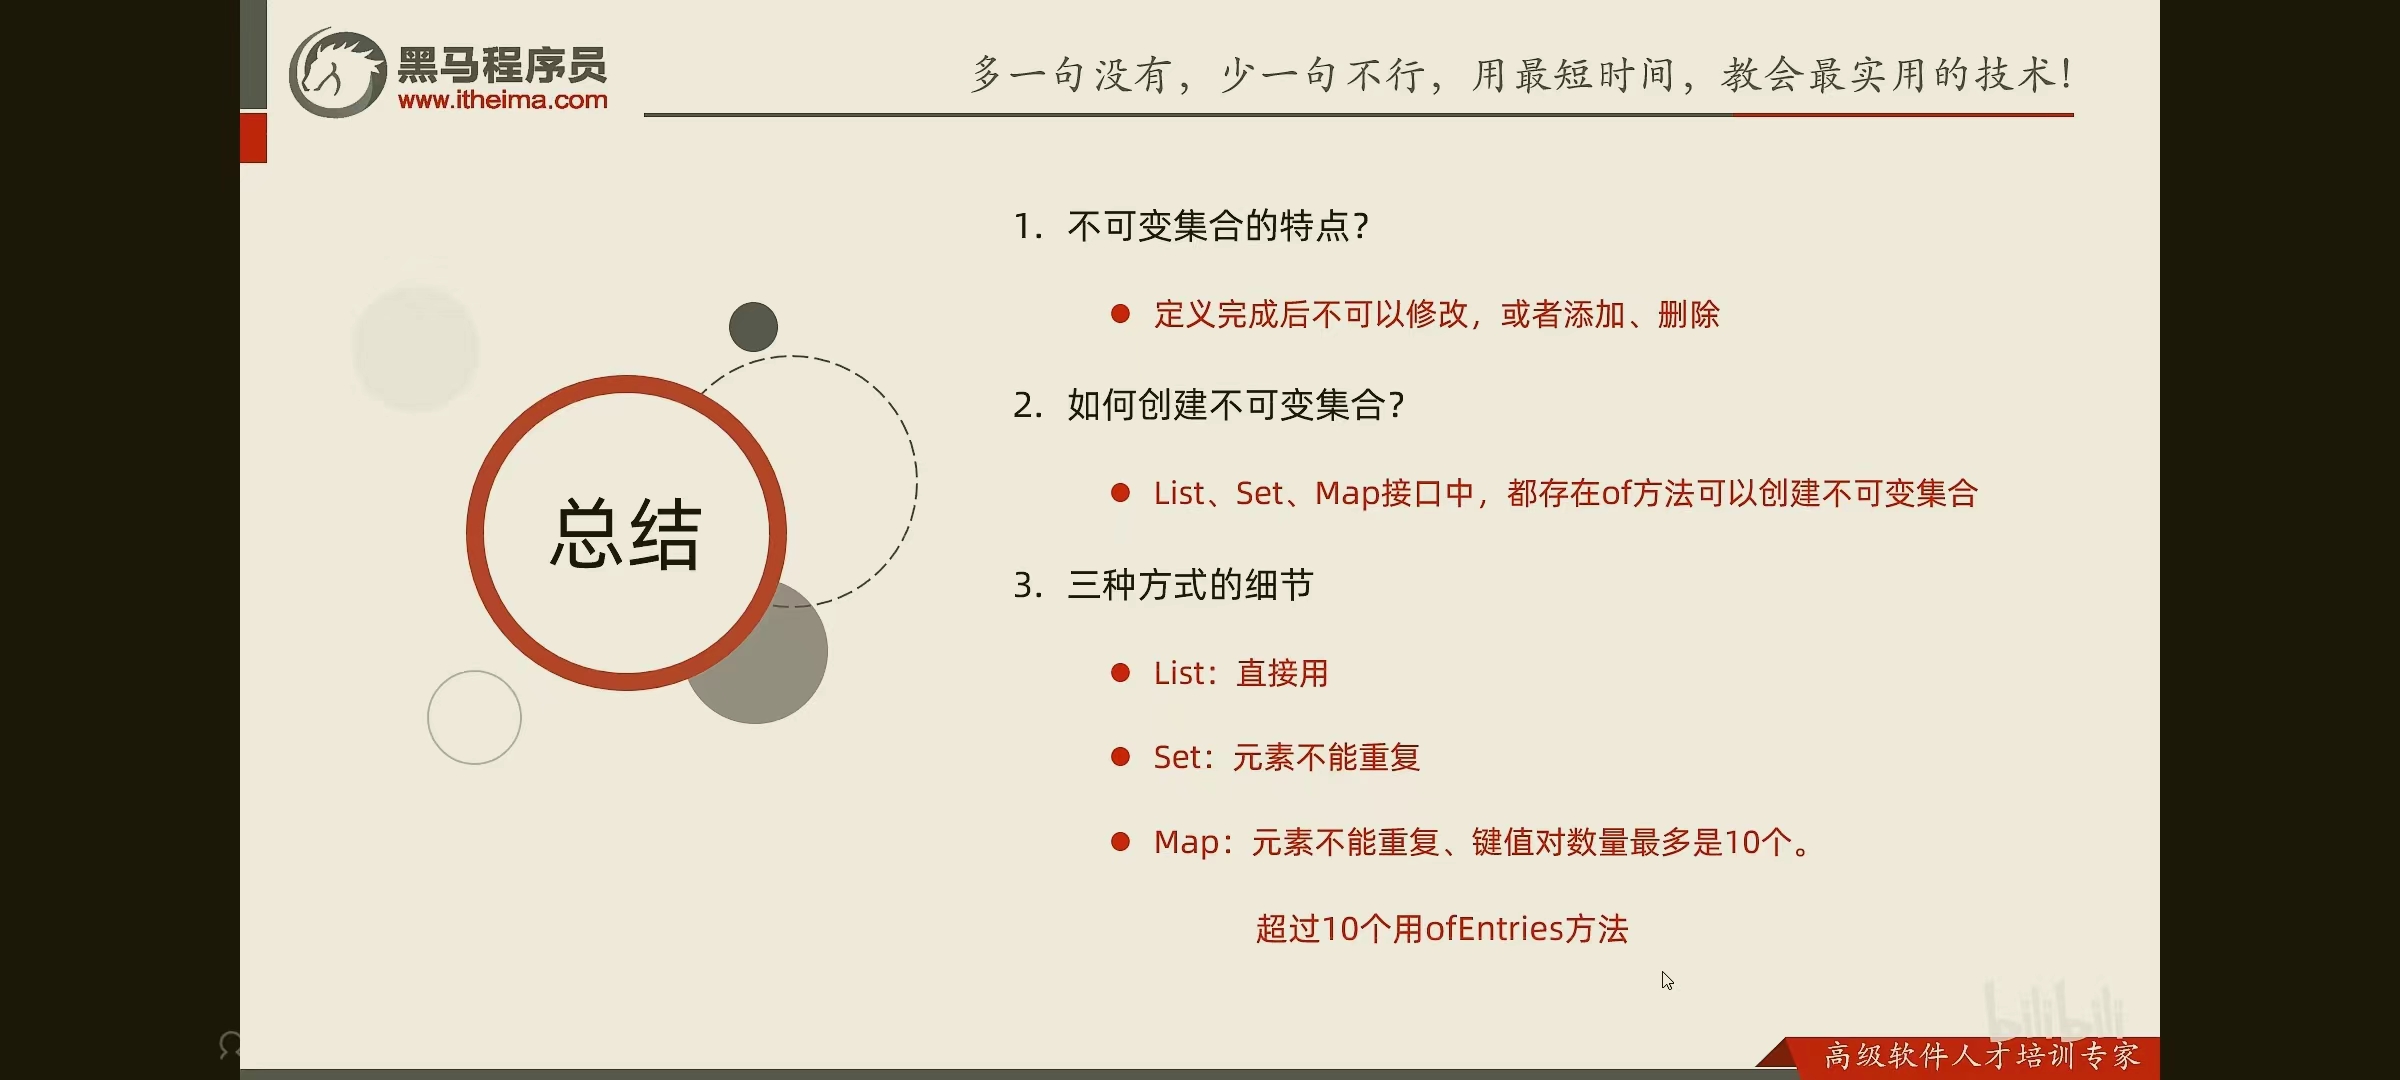 黑马程序员
www.itheima.com
多一句没有，少一句不行，用最短时间，教会最实用的技术！
总结
1. 不可变集合的特点？
定义完成后不可以修改，或者添加、删除
2. 如何创建不可变集合？
List、Set、Map接口中，都存在of方法可以创建不可变集合
3. 三种方式的细节
List：直接用
Set：元素不能重复
Map：元素不能重复、键值对数量最多是10个。
超过10个用ofEntries方法
bilibili
高级软件人才培训专家